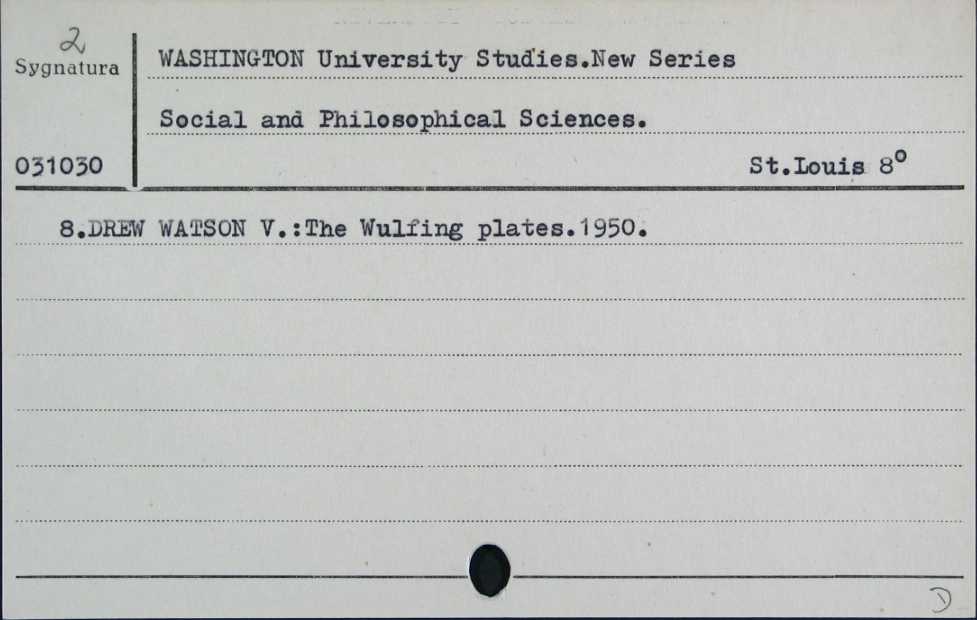 2
Sygnatura
WASHINGTON University Studies.New Series
Social and Philosophical Sciences.
031030
St.Louis 8°
8.DREW WATSON V.:The Wulfing plates.1950.
D